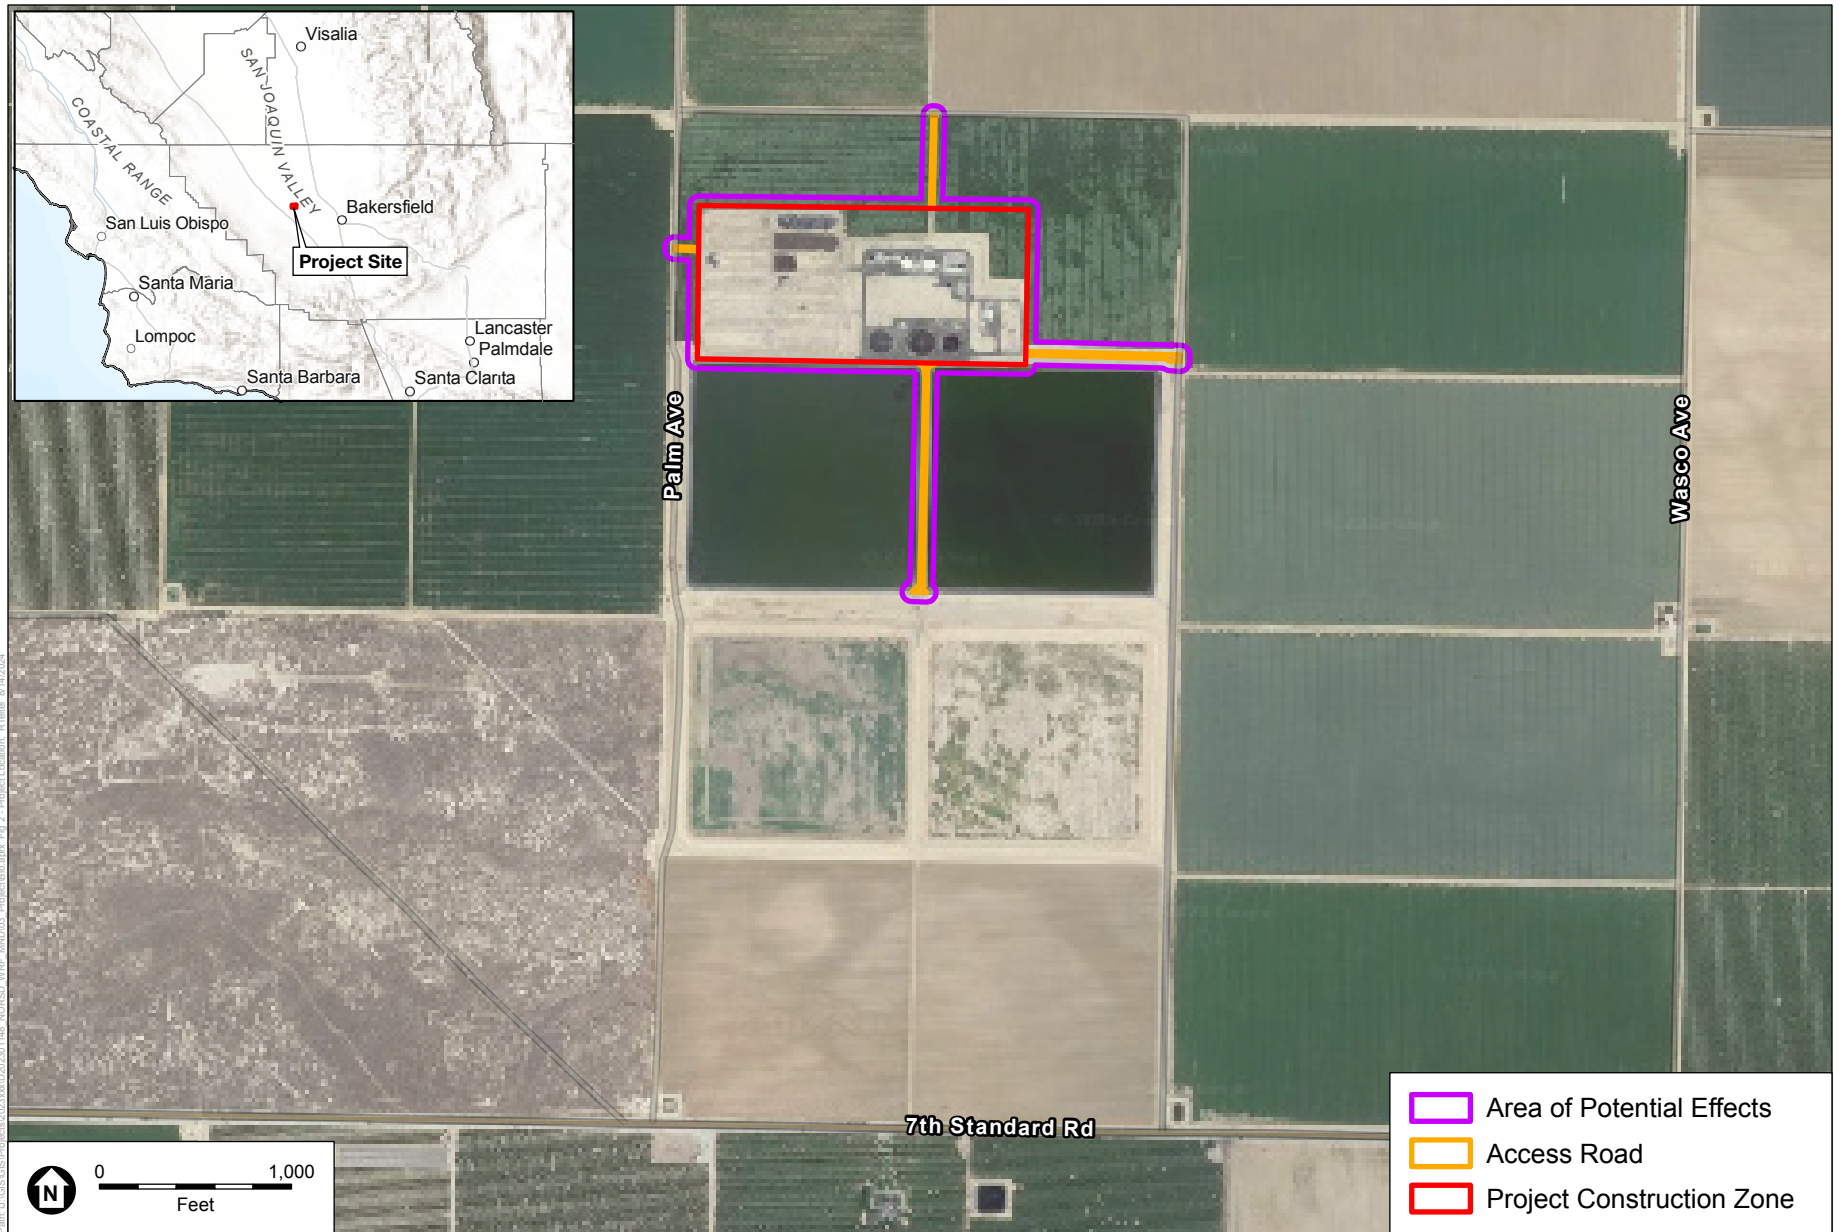 Visalia
SAN JOAQUIN VALLEY
COASTAL RANGE
Bakersfield
San Luis Obispo
Project Site
Santa Maria
Lompoc
Lancaster
Palmdale
Santa Barbara
Santa Clarita
Palm Ave
Wasco Ave
7th Standard Rd
N
0 1,000
Feet
Area of Potential Effects
Access Road
Project Construction Zone